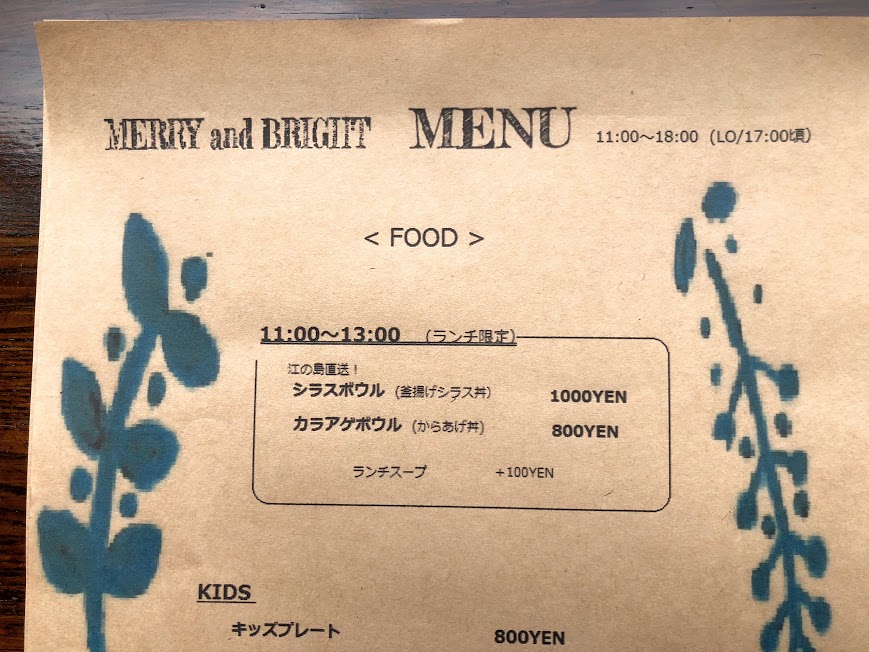 MERRY and BRIGHT MENU 11:00～18:00 (LO/17:00頃)
< FOOD >
11:00～13:00 (ランチ限定)
江の島直送！
シラスボウル (釜揚げシラス丼) 1000YEN
カラアゲボウル (からあげ丼) 800YEN
ランチスープ +100YEN
KIDS
キッズプレート 800YEN